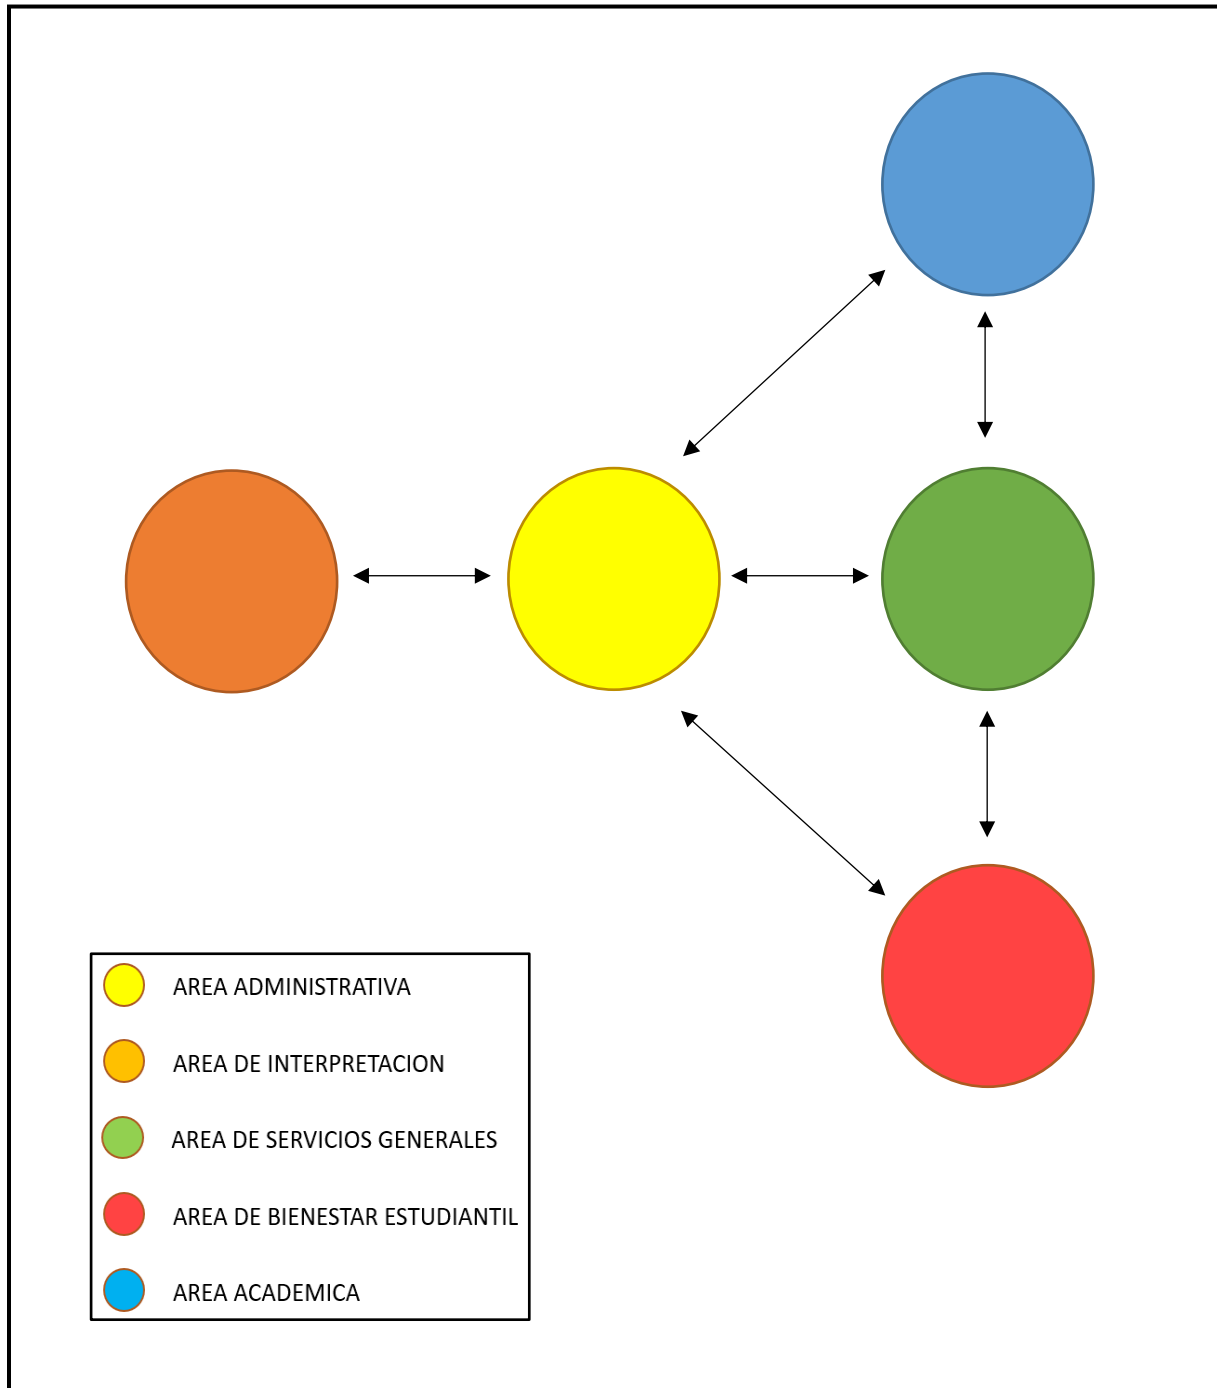 AREA ADMINISTRATIVA
AREA DE INTERPRETACION
AREA DE SERVICIOS GENERALES
AREA DE BIENESTAR ESTUDIANTIL
AREA ACADEMICA